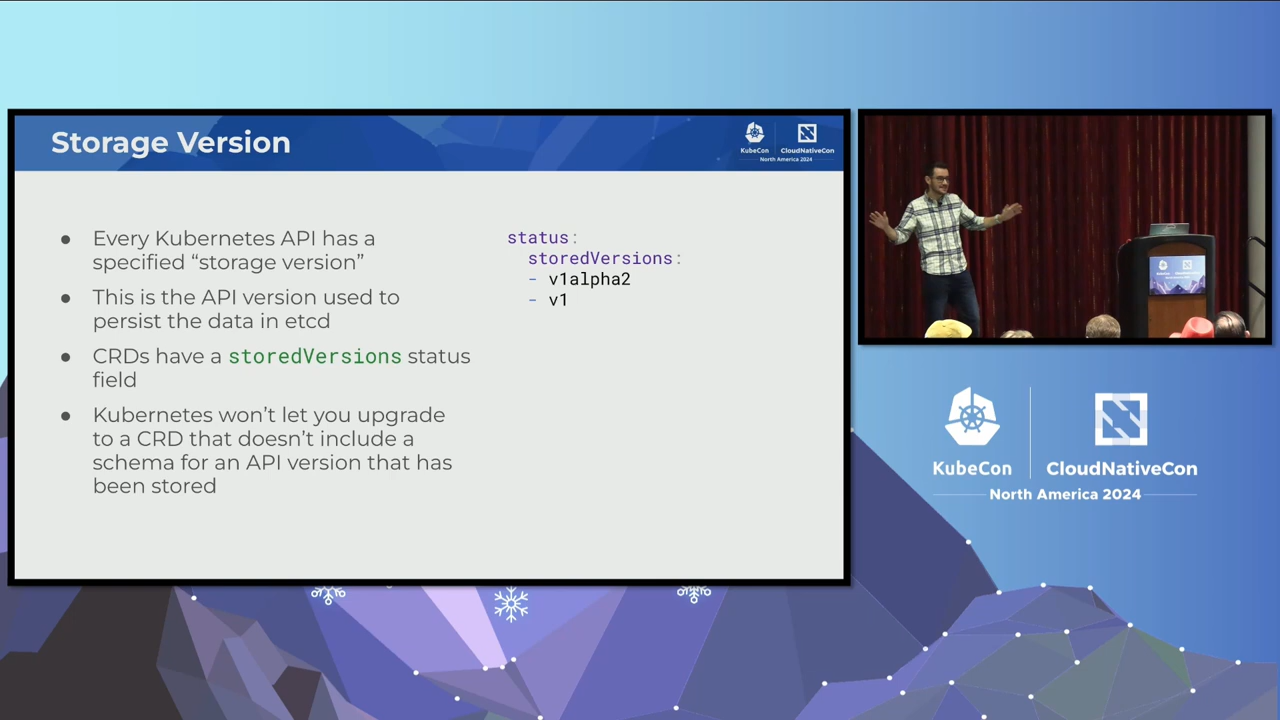 Storage Version
KubeCon
CloudNativeCon
North America 2024
● Every Kubernetes API has a
specified “storage version”
● This is the API version used to
persist the data in etcd
● CRDs have a storedVersions status
field
● Kubernetes won’t let you upgrade
to a CRD that doesn’t include a
schema for an API version that has
been stored
status:
storedVersions:
- v1alpha2
- v1
KubeCon
CloudNativeCon
North America 2024